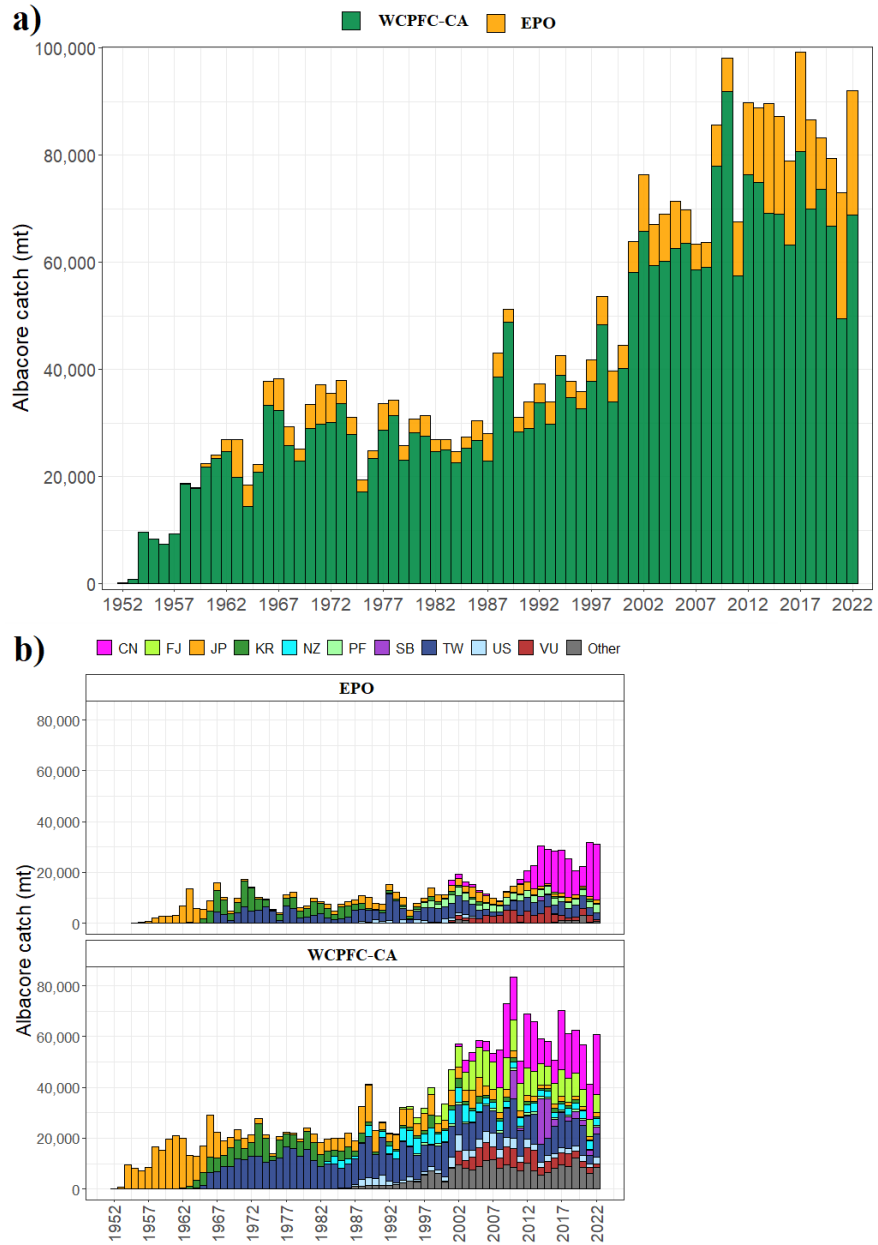 a)
WCPFC-CA EPO
Albacore catch (mt)
100,000
80,000
60,000
40,000
20,000
0
1952 1957 1962 1967 1972 1977 1982 1987 1992 1997 2002 2007 2012 2017 2022
b)
CN FJ JP KR NZ PF SB TW US VU Other
EPO
80,000
60,000
40,000
20,000
0
Albacore catch (mt)
WCPFC-CA
80,000
60,000
40,000
20,000
0
1952 1957 1962 1967 1972 1977 1982 1987 1992 1997 2002 2007 2012 2017 2022